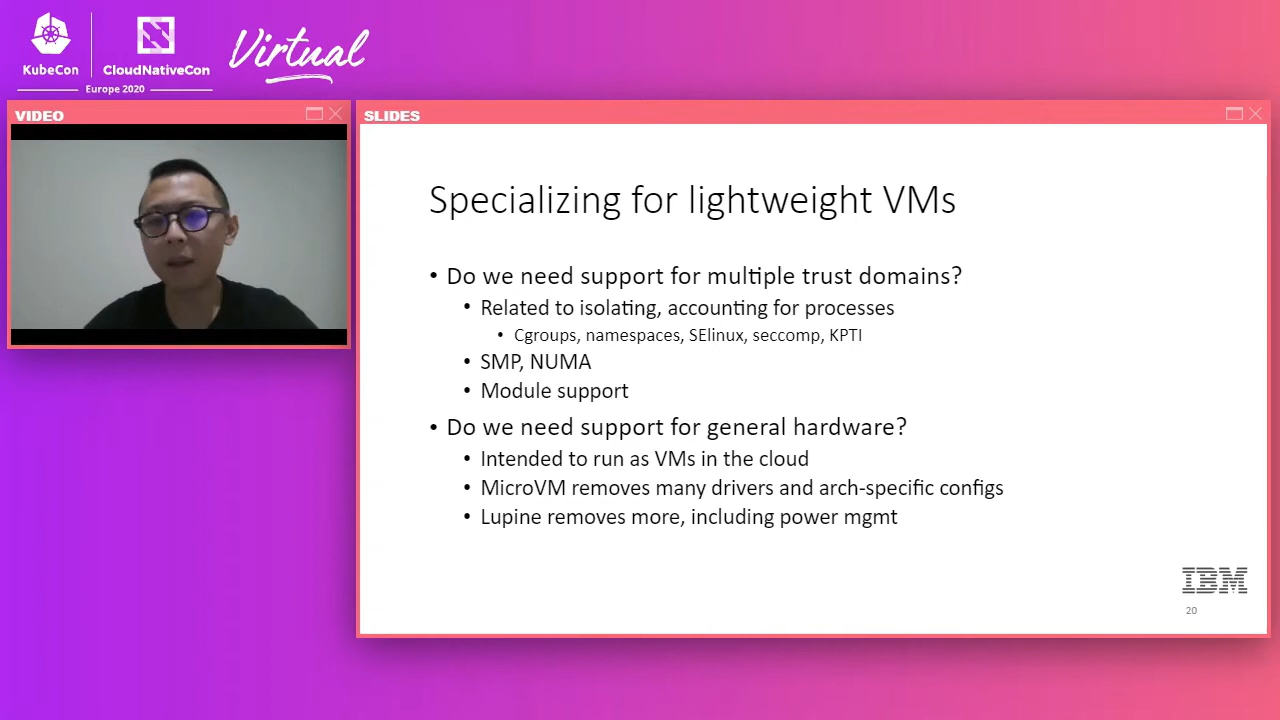 KubeCon
CloudNativeCon
Europe 2020
Virtual
VIDEO
SLIDES
Specializing for lightweight VMs
• Do we need support for multiple trust domains?
• Related to isolating, accounting for processes
• Cgroups, namespaces, SElinux, seccomp, KPTI
• SMP, NUMA
• Module support
• Do we need support for general hardware?
• Intended to run as VMs in the cloud
• MicroVM removes many drivers and arch-specific configs
• Lupine removes more, including power mgmt
IBM
20